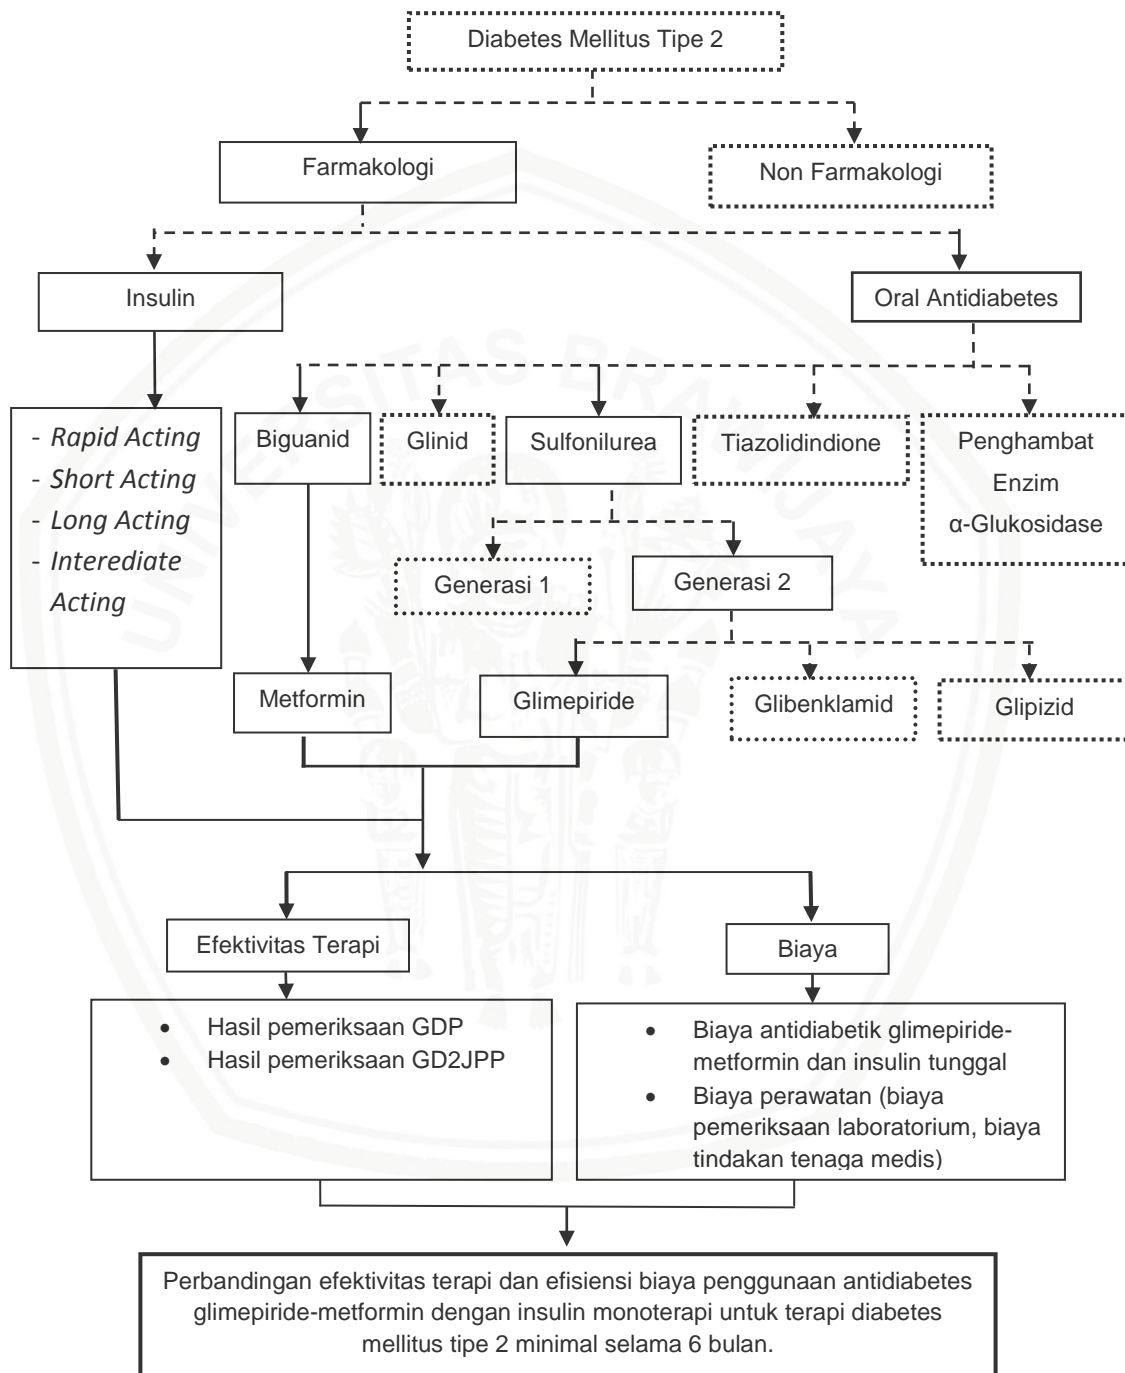 Diabetes Mellitus Tipe 2
Farmakologi
Non Farmakologi
Insulin
Oral Antidiabetes
- Rapid Acting
- Short Acting
- Long Acting
- Interediate
Acting
Biguanid
Glinid
Sulfonilurea
Tiazolidindione
Penghambat
Enzim
α-Glukosidase
Generasi 1
Generasi 2
Metformin
Glimepiride
Glibenklamid
Glipizid
Efektivitas Terapi
Biaya
• Hasil pemeriksaan GDP
• Hasil pemeriksaan GD2JPP
• Biaya antidiabetik glimepiride-
metformin dan insulin tunggal
• Biaya perawatan (biaya
pemeriksaan laboratorium, biaya
tindakan tenaga medis)
Perbandingan efektivitas terapi dan efisiensi biaya penggunaan antidiabetes
glimepiride-metformin dengan insulin monoterapi untuk terapi diabetes
mellitus tipe 2 minimal selama 6 bulan.
UNIVERSITAS BRAWIJAYA